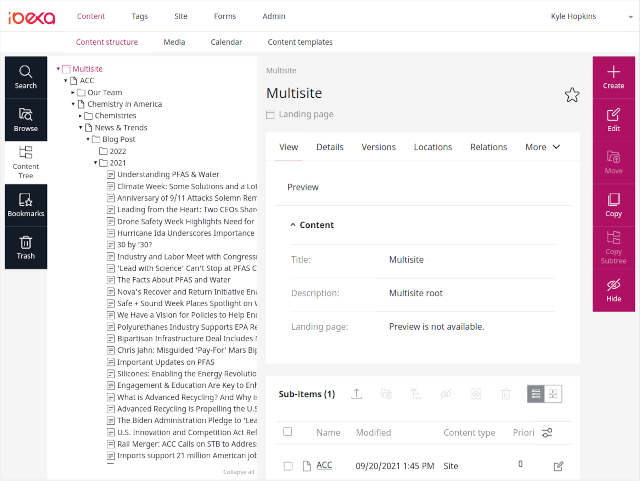 ibexa
Content
Tags
Site
Forms
Admin
Kyle Hopkins
Content structure
Media
Calendar
Content templates
Search
Browse
Content
Tree
Bookmarks
Trash
Multisite
ACC
Our Team
Chemistry in America
Chemistries
News & Trends
Blog Post
2022
2021
Understanding PFAS & Water
Climate Week: Some Solutions and a Lot
Anniversary of 9/11 Attacks Solemn Rem
Leading from the Heart: Two CEOs Shar
Drone Safety Week Highlights Need for
Hurricane Ida Underscores Importance
30 by '30?
Industry and Labor Meet with Congress
'Lead with Science' Can't Stop at PFAS C
The Facts About PFAS and Water
Nova's Recover and Return Initiative Ena
Safe + Sound Week Places Spotlight on W
We Have a Vision for Policies to Help End
Polyurethanes Industry Supports EPA Re
Bipartisan Infrastructure Deal Includes M
Chris Jahn: Misguided 'Pay-For' Mars Bip
Important Updates on PFAS
Silicones: Enabling the Energy Revolutio
Engagement & Education Are Key to Enh
What is Advanced Recycling? And Why is
Advanced Recycling is Propelling the U.S
The Biden Administration Pledge to 'Lea
U.S. Innovation and Competition Act Ref
Rail Merger: ACC Calls on STB to Address
Imports support 21 million American job
Collapse all
Multisite
Multisite
Landing page
View
Details
Versions
Locations
Relations
More
Preview
Content
Title:
Multisite
Description:
Multisite root
Landing page:
Preview is not available.
Sub-items (1)
Name
Modified
Content type
Priori
ACC
09/20/2021 1:45 PM
Site
0
Create
Edit
Move
Copy
Copy
Subtree
Hide